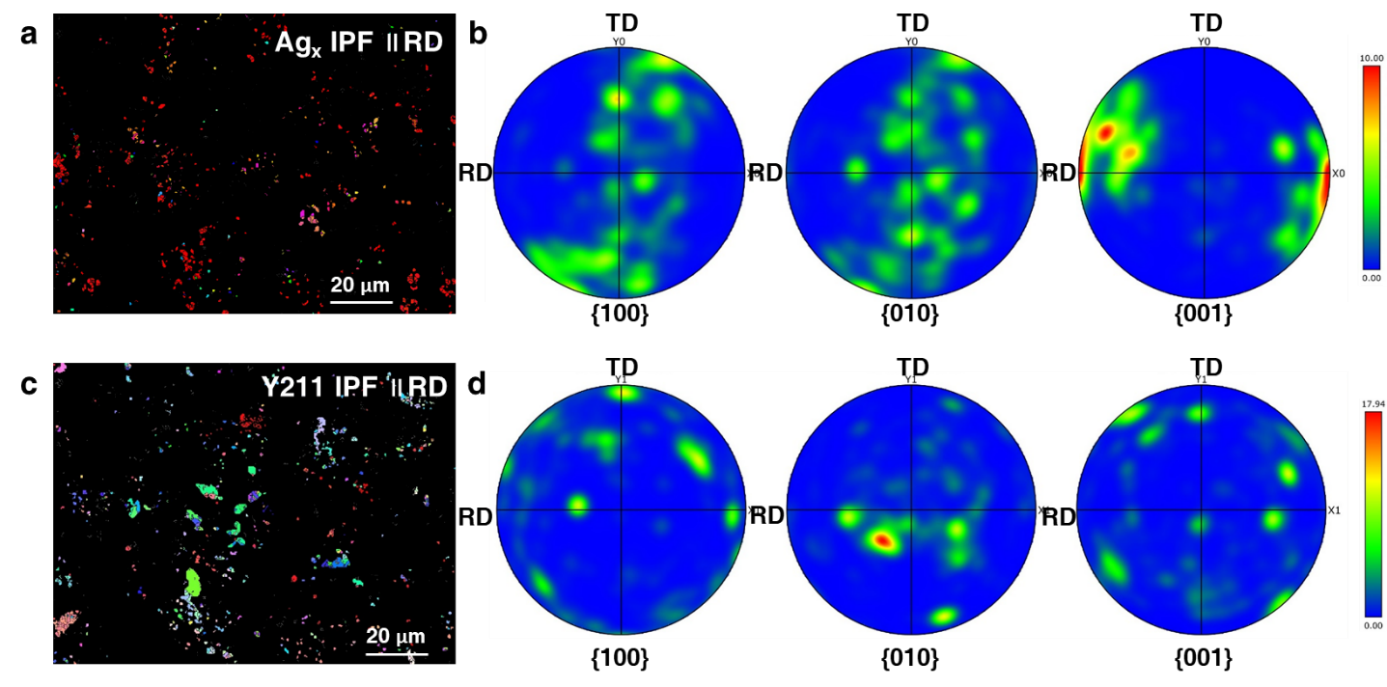 a
Agx IPF || RD
20 µm
b
TD
Y0
RD
{100}
TD
Y0
RD
{010}
TD
Y0
RD
X0
{001}
10.00
0.00
c
Y211 IPF || RD
20 µm
d
TD
Y1
RD
{100}
TD
Y1
RD
{010}
TD
Y1
RD
X1
{001}
17.94
0.00